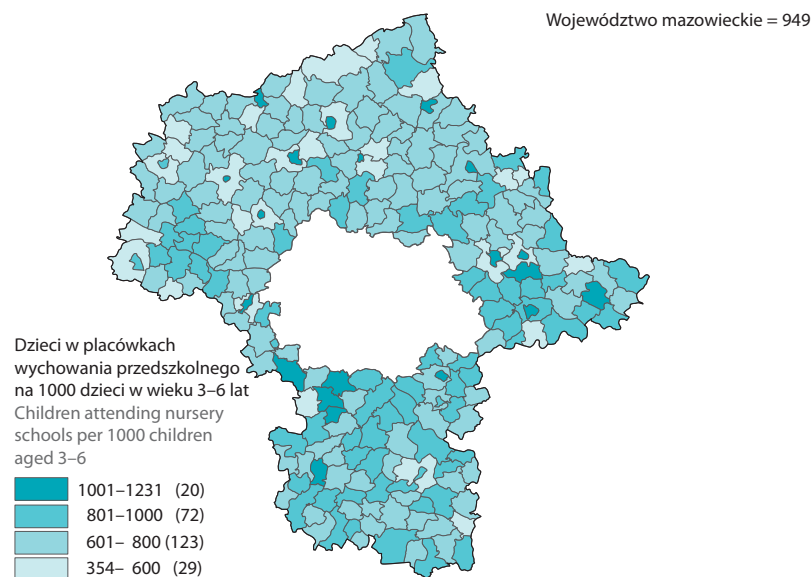 Województwo mazowieckie = 949
Dzieci w placówkach
wychowania przedszkolnego
na 1000 dzieci w wieku 3–6 lat
Children attending nursery
schools per 1000 children
aged 3–6
1001–1231 (20)
801–1000 (72)
601– 800 (123)
354– 600 (29)